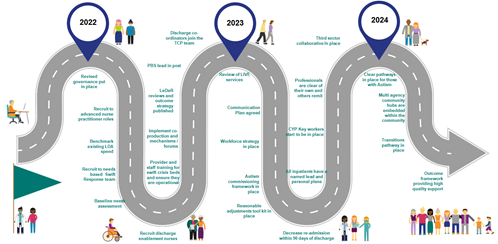 2022
2023
2024
Revised
governance put
in place
Recruit to
advanced nurse
practitioner roles
Benchmark
existing LDA
spend
Recruit to needs
based Swift
Response team
Baseline needs
assessment
Discharge co-
ordinators join the
TCP team
PBS lead in post
LeDeR
reviews and
outcome
strategy
published
Implement co-
production and
mechanisms /
forums
Provider and
staff training for
earth crisis beds
and ensure they
are operational
Recruit discharge
enablement nurses
Review of LIVE
services
Communication
Plan agreed
Workforce strategy
in place
Autism
commissioning
framework in
place
Reasonable
adjustments tool kit in place
Third sector
collaborative in place
Professionals
are clear of
their own and
others remit
CYP Key workers
start to be in place
All inpatients have a
named lead and
personal plans
Decrease re-admission
within 90 days of discharge
Clear pathways
in place for those
with Autism
Multi agency
community
hubs are
embedded within the
community
Transitions
pathway in
place
Outcome
framework
providing high
quality support